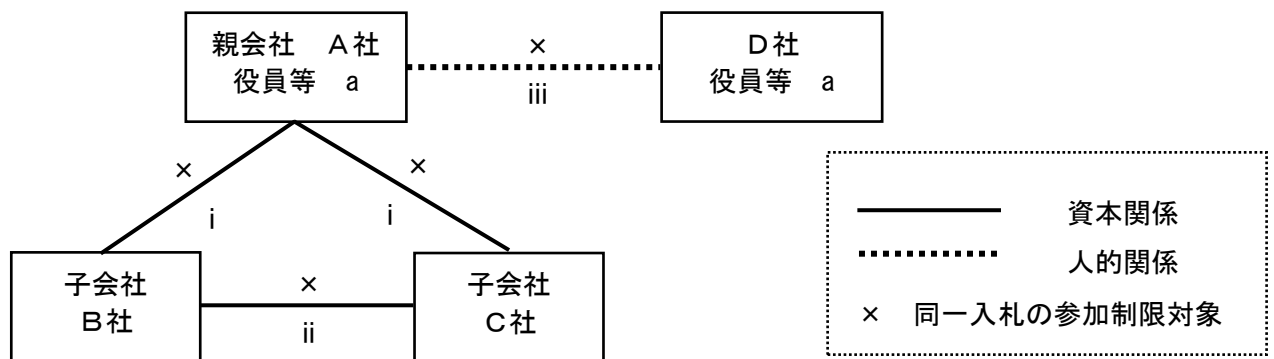 親会社　A社
役員等　a
×
iii
D社
役員等　a
×
i
×
i
子会社
B社
×
ii
子会社
C社
資本関係
人的関係
×　同一入札の参加制限対象